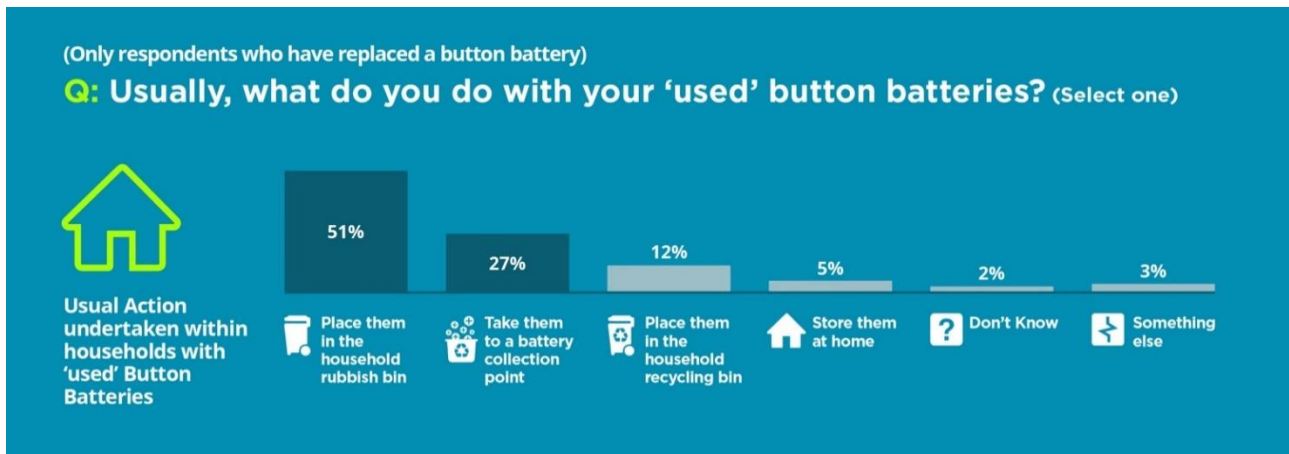 (Only respondents who have replaced a button battery)
Q: Usually, what do you do with your ‘used’ button batteries? (Select one)
Usual Action
undertaken within
households with
‘used’ Button
Batteries
51%
27%
12%
5%
2%
3%
Place them
in the
household
rubbish bin
Take them
to a battery
collection
point
Place them
in the
household
recycling bin
Store them
at home
?
Don’t Know
Something
else